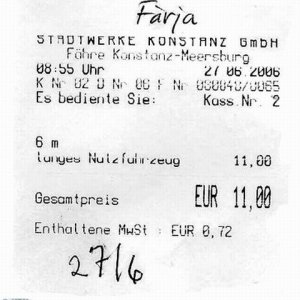 Färja
STADTWERKE KONSTANZ GmbH
Fähre Konstanz-Meersburg
08:55 Uhr 27.06.2006
K Nr 02 D Nr 06 F Nr 000040/0065
Es bediente Sie: Kass.Nr. 2
6 m
langes Nutzfahrzeug 11,00
Gesamtpreis EUR 11,00
Enthaltene MwSt : EUR 0,72
27/6